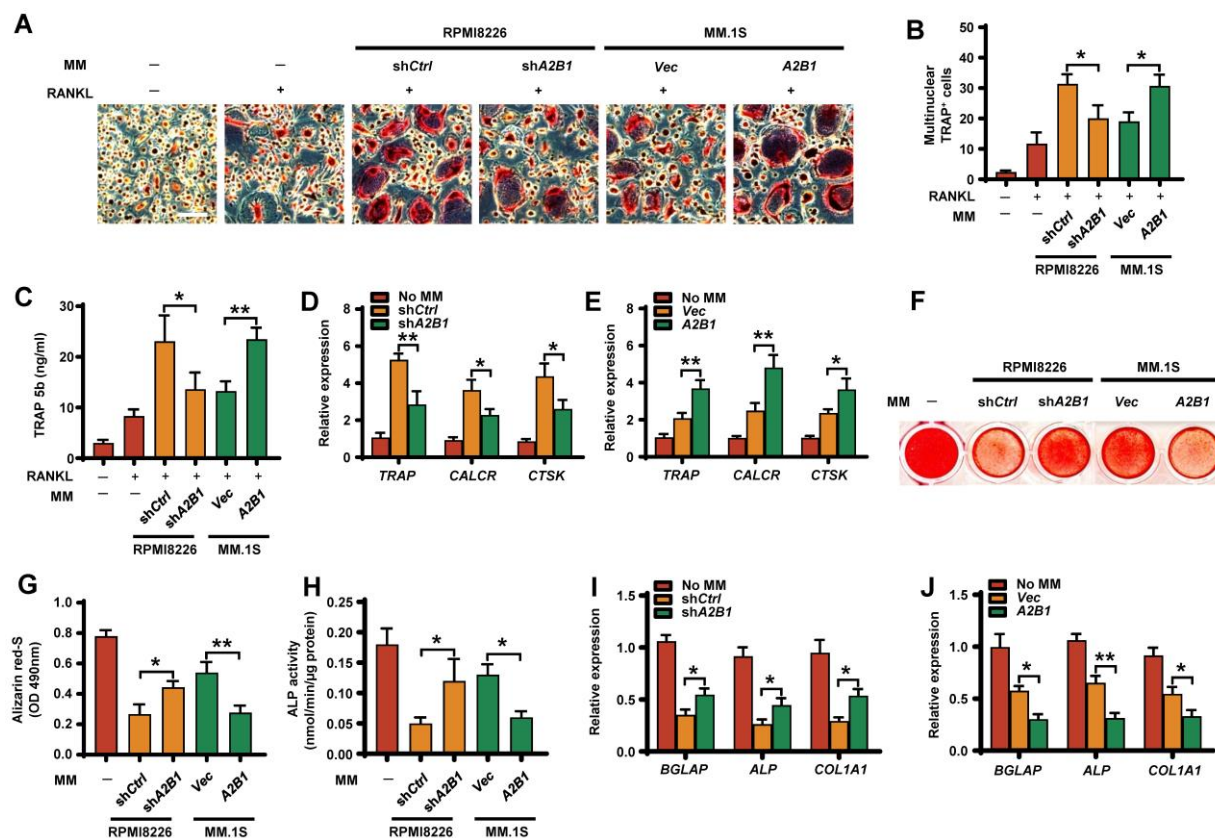 A
RPMI8226 MM.1S
MM – – shCtrl shA2B1 Vec A2B1
RANKL – + + + + +
B
Multinuclear
TRAP+ cells
50
40
30
20
10
0
* *
RANKL – + + + + +
MM – – shCtrl shA2B1 Vec A2B1
RPMI8226 MM.1S
C
TRAP 5b (ng/ml)
30
20
10
0
* **
RANKL – + + + + +
MM – – shCtrl shA2B1 Vec A2B1
RPMI8226 MM.1S
D
No MM
shCtrl
shA2B1
Relative expression
8
6
4
2
0
** * *
TRAP CALCR CTSK
E
No MM
Vec
A2B1
Relative expression
8
6
4
2
0
** ** *
TRAP CALCR CTSK
F
RPMI8226 MM.1S
MM – shCtrl shA2B1 Vec A2B1
G
Alizarin red-S
(OD 490nm)
1.0
0.8
0.6
0.4
0.2
0.0
* **
MM – shCtrl shA2B1 Vec A2B1
RPMI8226 MM.1S
H
ALP activity
(nmol/min/μg protein)
0.25
0.20
0.15
0.10
0.05
0.00
* *
MM – shCtrl shA2B1 Vec A2B1
RPMI8226 MM.1S
I
No MM
shCtrl
shA2B1
Relative expression
1.5
1.0
0.5
0.0
* * *
BGLAP ALP COL1A1
J
No MM
Vec
A2B1
Relative expression
1.5
1.0
0.5
0.0
* ** *
BGLAP ALP COL1A1